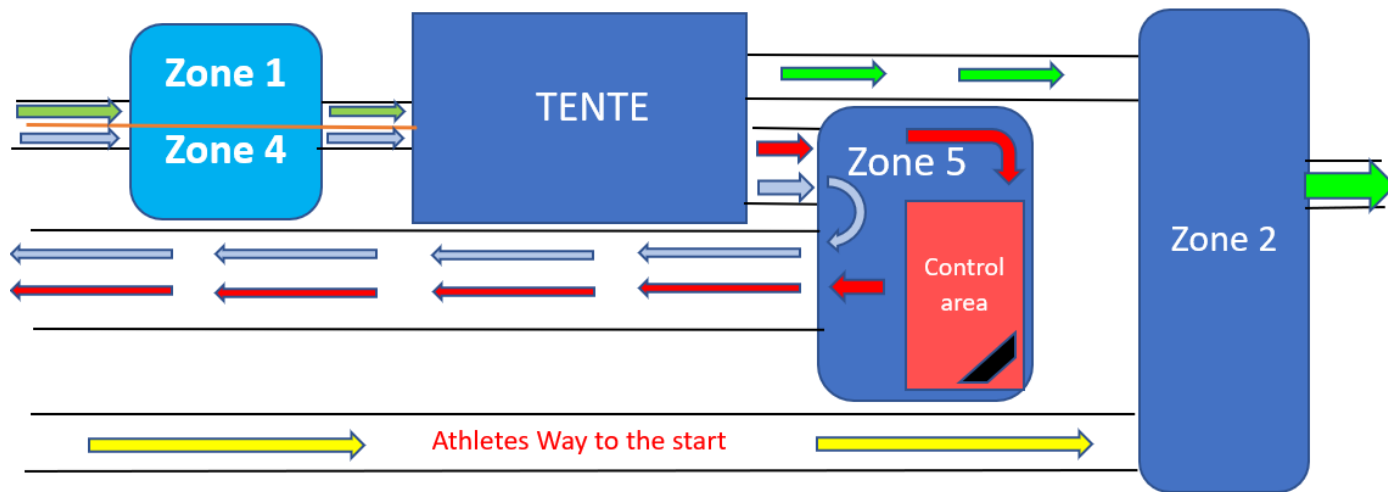 Zone 1
Zone 4
TENTE
Zone 5
Control
area
Zone 2
Athletes Way to the start